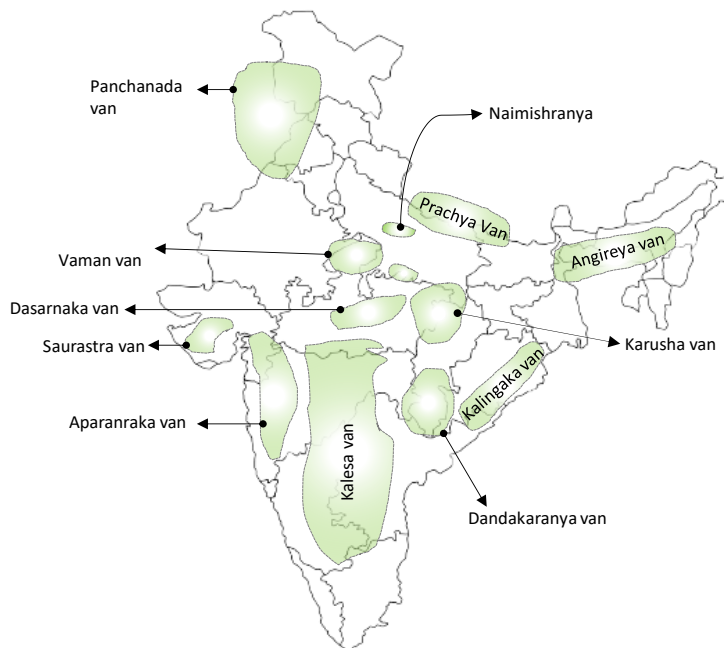 Panchanada
van
Naimishranya
Prachya Van
Angireya van
Vaman van
Dasarnaka van
Saurastra van
Karusha van
Kalingaka van
Aparanraka van
Kalesa van
Dandakaranya van